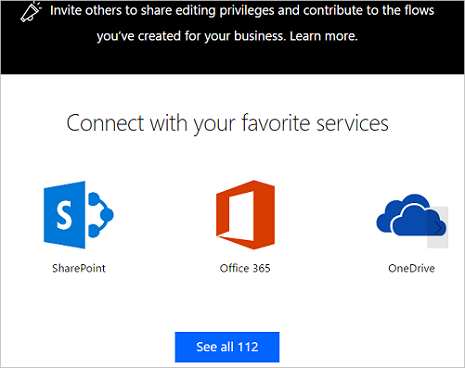 Invite others to share editing privileges and contribute to the flows
you've created for your business. Learn more.
Connect with your favorite services
S
SharePoint
Office 365
OneDrive
See all 112